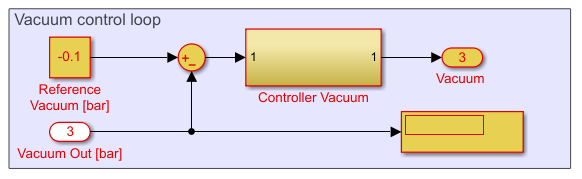 Vacuum control loop
-0.1
+
−
1
1
3
Reference
Vacuum [bar]
Controller Vacuum
Vacuum
3
Vacuum Out [bar]